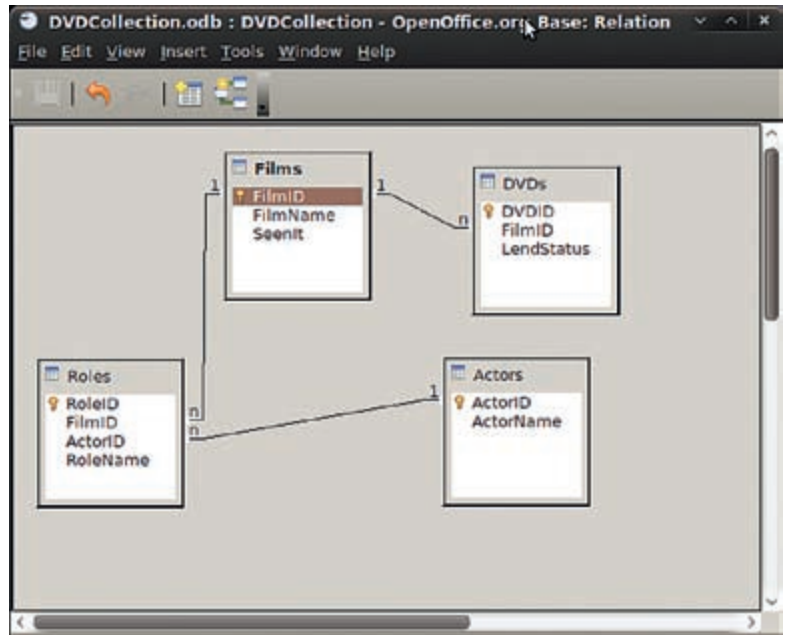 DVDCollection.odb : DVDCollection - OpenOffice.org Base: Relation
File Edit View Insert Tools Window Help
Films
FilmID
FilmName
SeenIt
1
1
DVDs
DVDID
FilmID
LendStatus
n
Roles
RoleID
FilmID
ActorID
RoleName
n
n
Actors
ActorID
ActorName
1